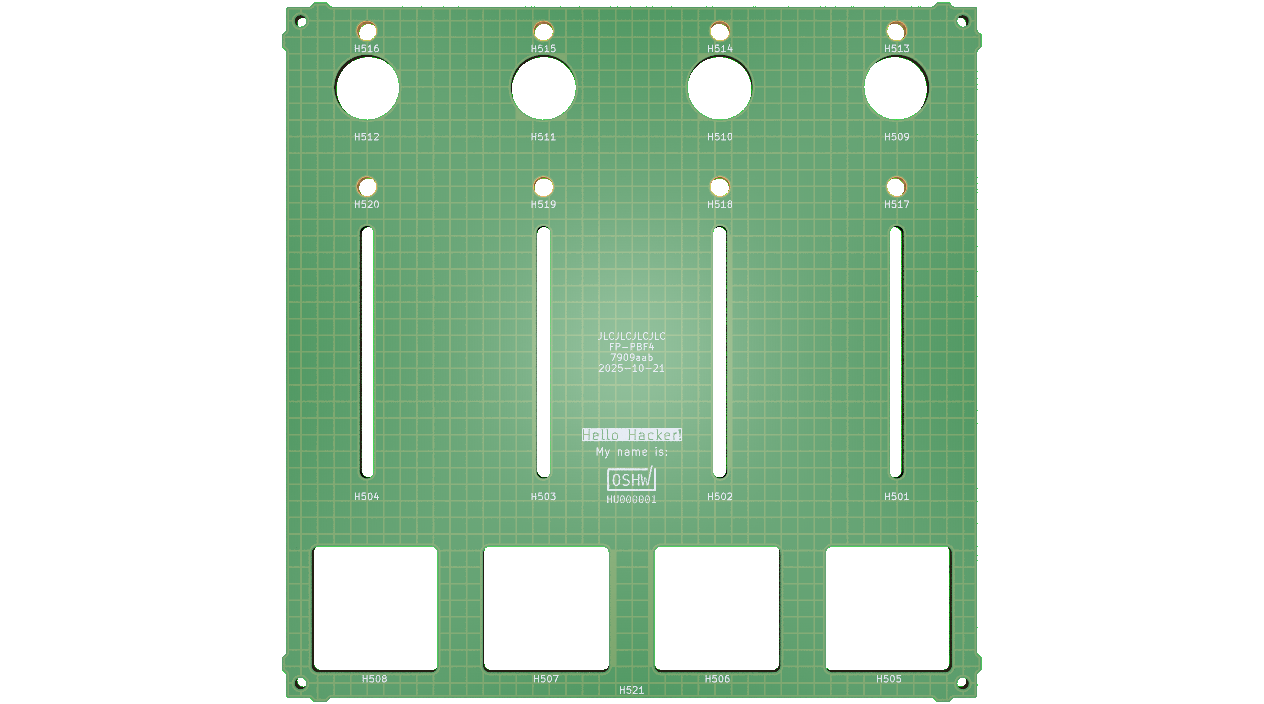 H516 H515 H514 H513
H512 H511 H510 H509
H520 H519 H518 H517
JLCJLCJLCJLC
FP-PBF4
7909aab
2025-10-21
Hello Hacker!
My name is:
OSHW
HU000001
H504 H503 H502 H501
H508 H507 H506 H505
H521